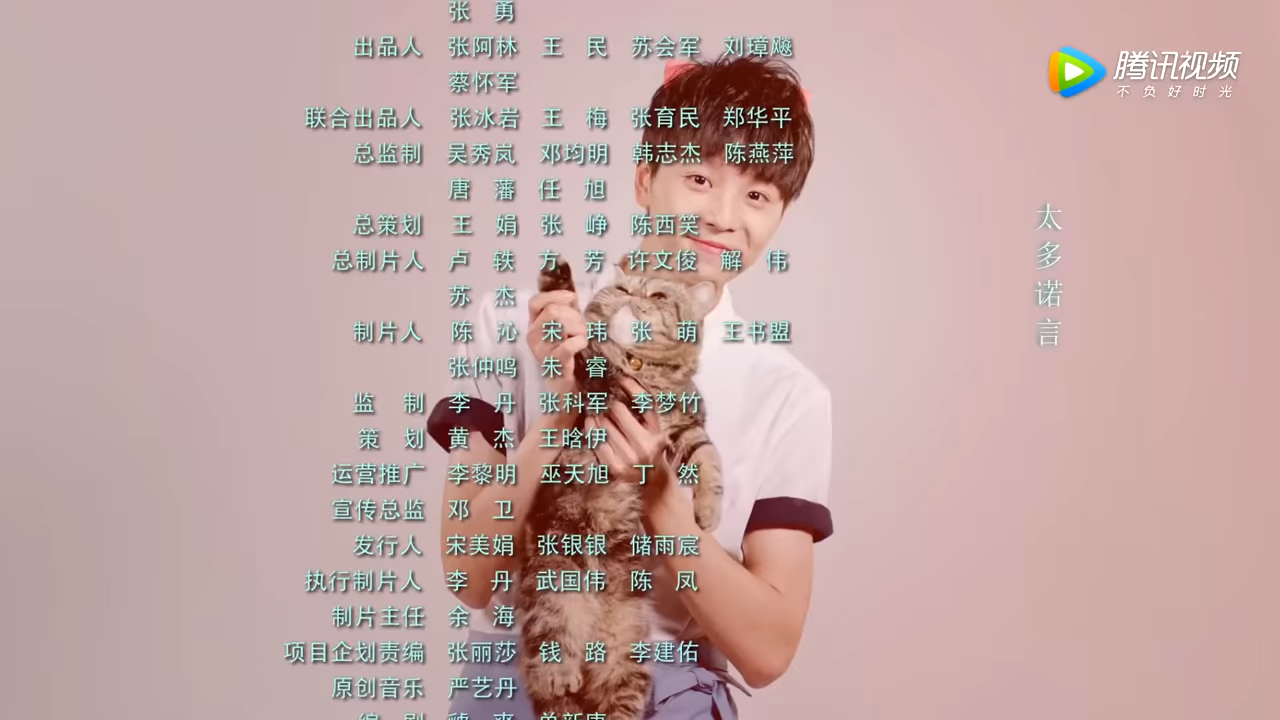 张 勇
出品人 张阿林 王 民 苏会军 刘璋飚
蔡怀军
联合出品人 张冰岩 王 梅 张育民 郑华平
总监制 吴秀岚 邓均明 韩志杰 陈燕萍
唐 藩 任 旭
总策划 王 娟 张 峥 陈西笑
总制片人 卢 轶 方 芳 许文俊 解 伟
苏 杰
制片人 陈 沁 宋 玮 张 萌 王书盟
张仲鸣 朱 睿
监 制 李 丹 张科军 李梦竹
策 划 黄 杰 王晗伊
运营推广 李黎明 巫天旭 丁 然
宣传总监 邓 卫
发行人 宋美娟 张银银 储雨宸
执行制片人 李 丹 武国伟 陈 凤
制片主任 余 海
项目企划责编 张丽莎 钱 路 李建佑
原创音乐 严艺丹
腾讯视频
不负好时光
太多诺言